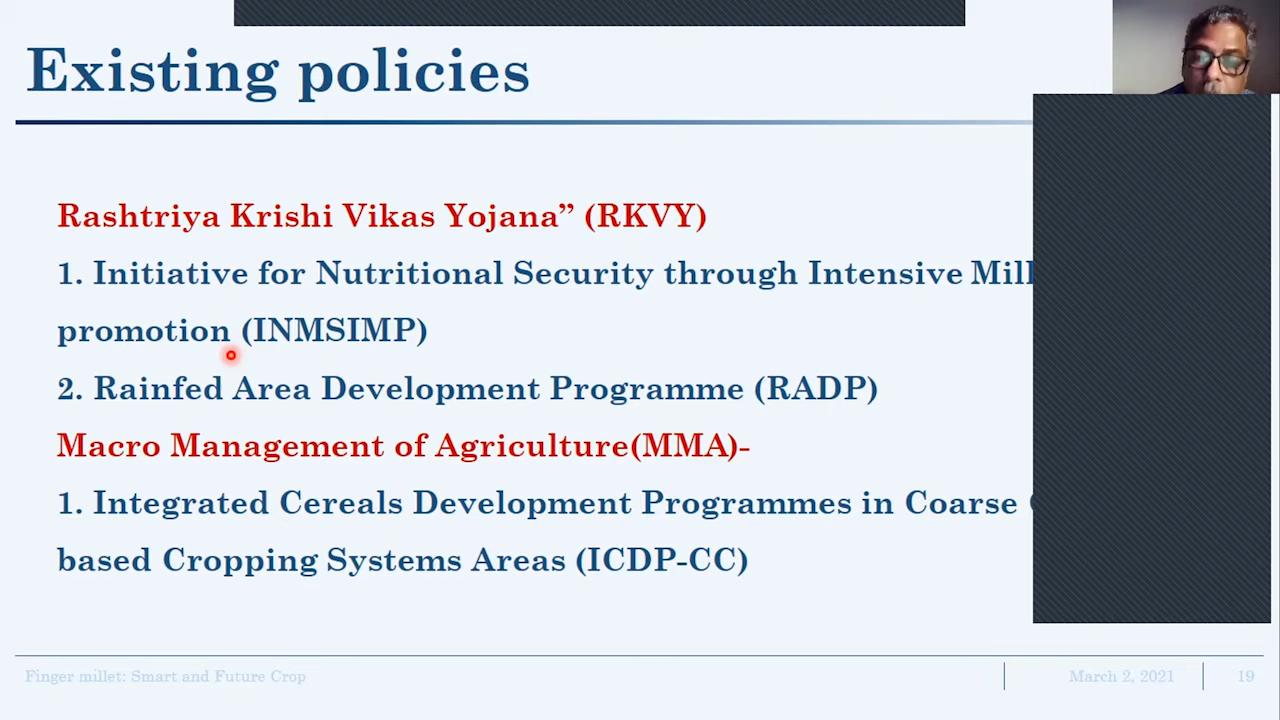 Existing policies
Rashtriya Krishi Vikas Yojana” (RKVY)
1. Initiative for Nutritional Security through Intensive
promotion (INMSIMP)
2. Rainfed Area Development Programme (RADP)
Macro Management of Agriculture(MMA)-
1. Integrated Cereals Development Programmes in Coarse
based Cropping Systems Areas (ICDP-CC)
Finger millet: Smart and Future Crop
March 2, 2021
19